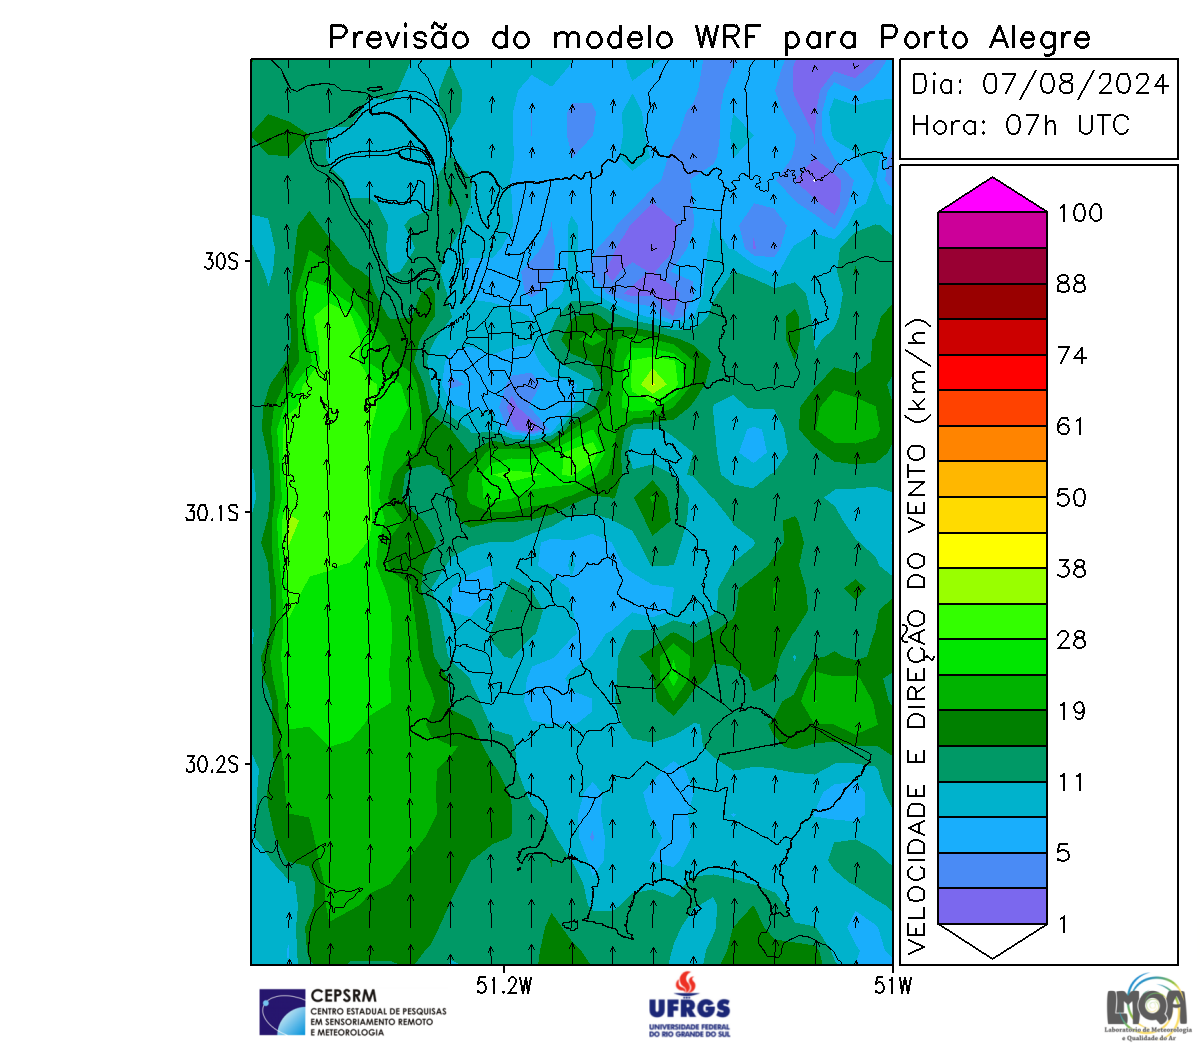 Previsão do modelo WRF para Porto Alegre
Dia: 07/08/2024
Hora: 07h UTC
30S
30.1S
30.2S
51.2W
51W
VELOCIDADE E DIREÇÃO DO VENTO (km/h)
100
88
74
61
50
38
28
19
11
5
1
CEPSRM
CENTRO ESTADUAL DE PESQUISAS
EM SENSORIAMENTO REMOTO
E METEOROLOGIA
UFRGS
UNIVERSIDADE FEDERAL
DO RIO GRANDE DO SUL
LMQA
Laboratório de Meteorologia
e Qualidade do Ar